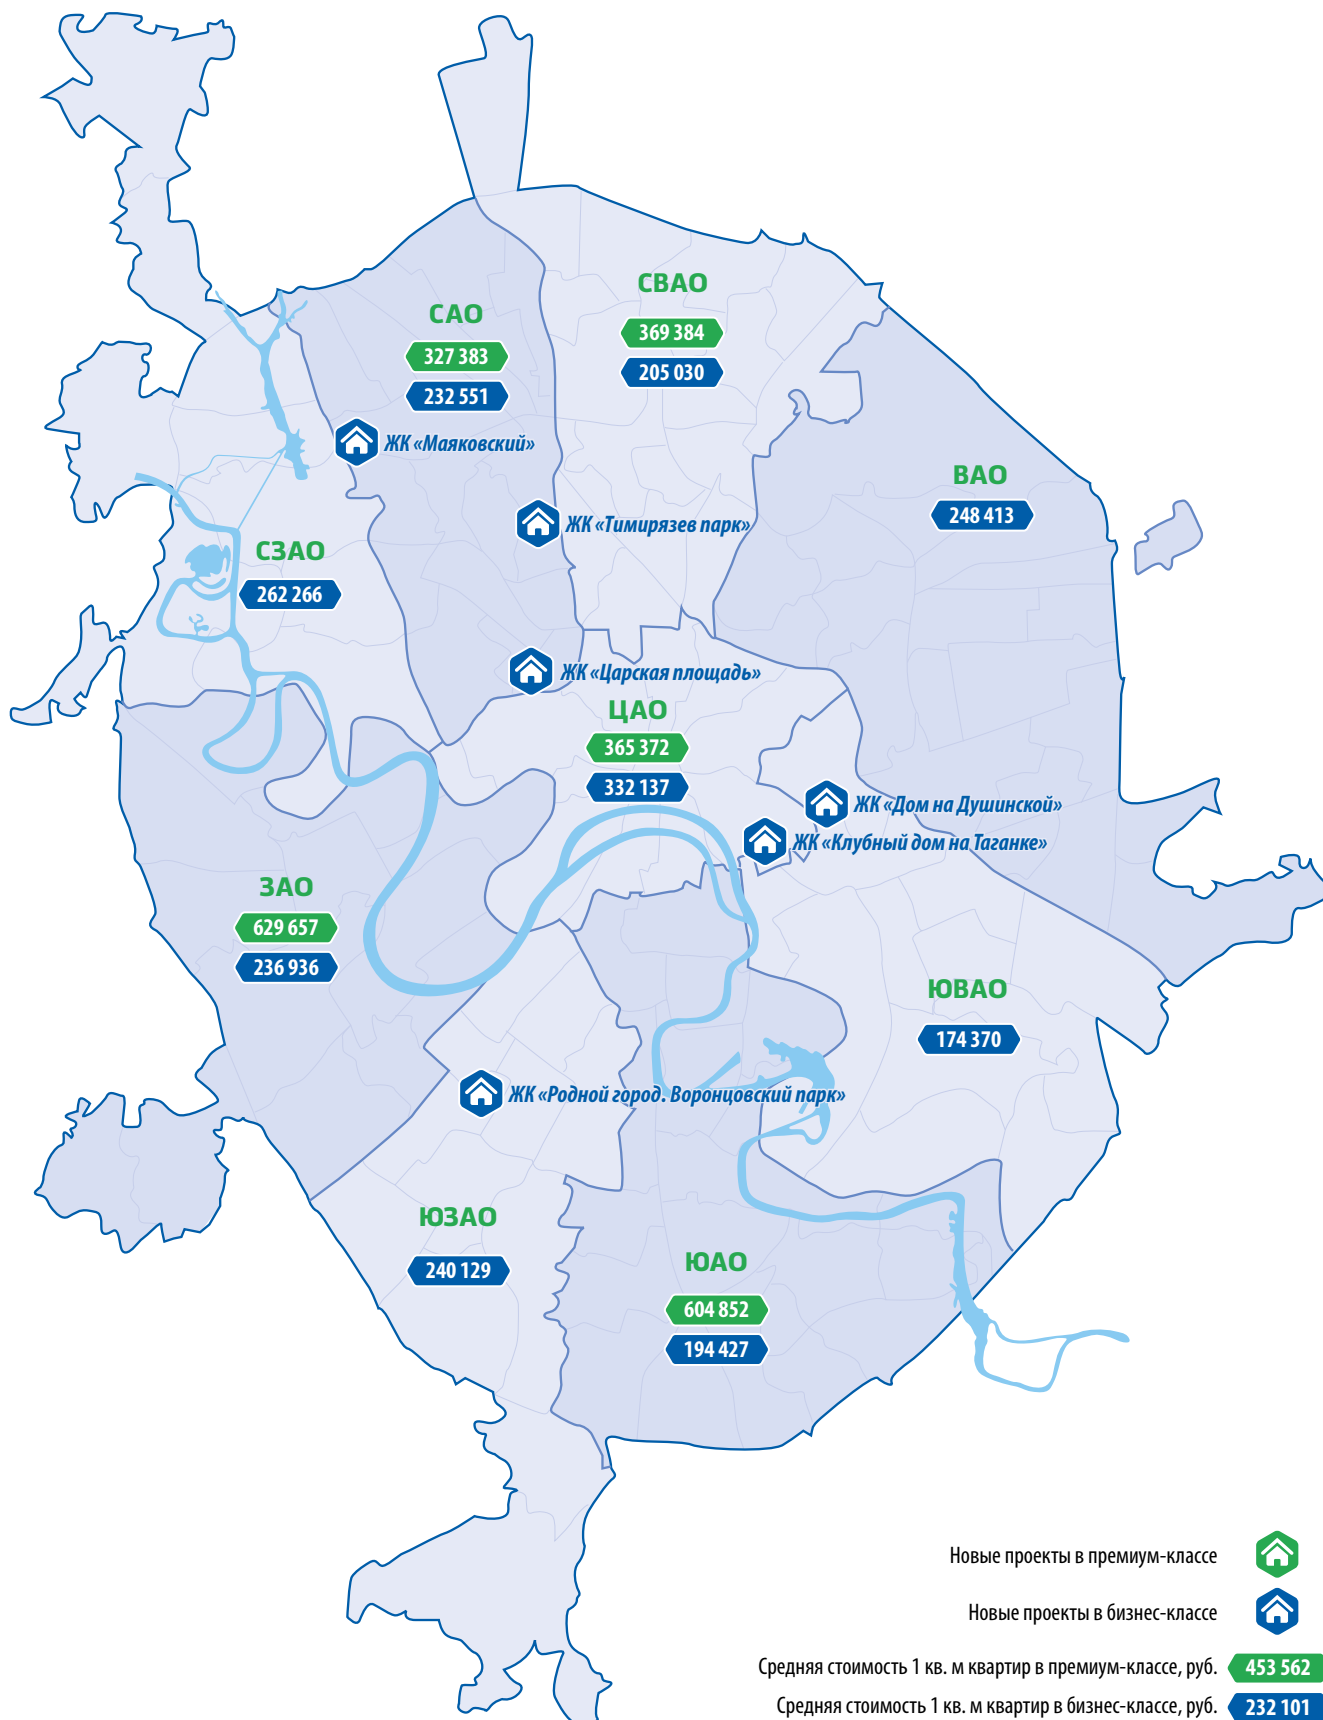 СВАО
369 384
205 030
САО
327 383
232 551
ЖК «Маяковский»
ВАО
248 413
ЖК «Тимирязев парк»
СЗАО
262 266
ЖК «Царская площадь»
ЦАО
365 372
332 137
ЖК «Дом на Душинской»
ЖК «Клубный дом на Таганке»
ЗАО
629 657
236 936
ЮВАО
174 370
ЖК «Родной город. Воронцовский парк»
ЮЗАО
240 129
ЮАО
604 852
194 427
Новые проекты в премиум-классе
Новые проекты в бизнес-классе
Средняя стоимость 1 кв. м квартир в премиум-классе, руб. 453 562
Средняя стоимость 1 кв. м квартир в бизнес-классе, руб. 232 101